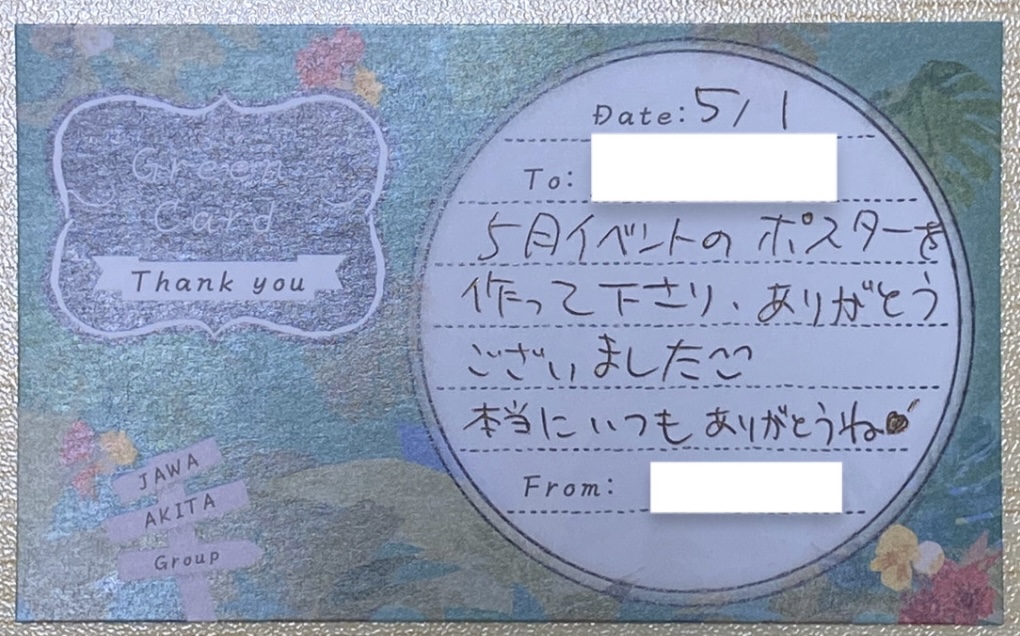 Green
Card
Thank you
JAWA
AKITA
Group
Date: 5/1
To:
5月イベントのポスターを
作って下さり、ありがとう
ございました
本当にいつもありがとうね
From: